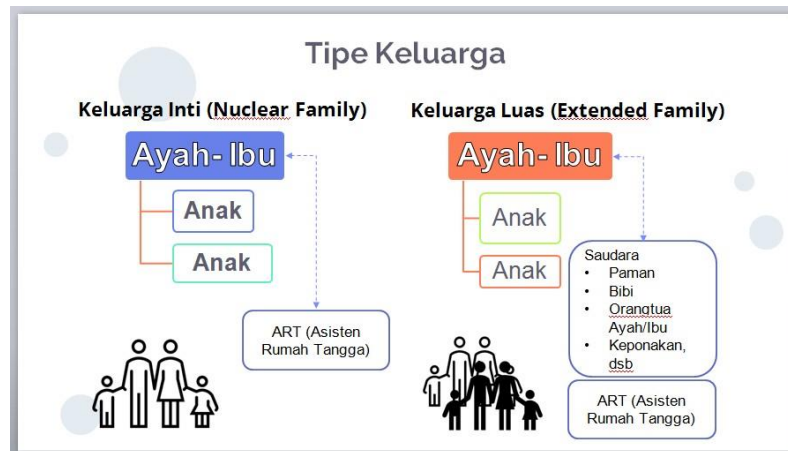 Tipe Keluarga
Keluarga Inti (Nuclear Family)
Ayah- Ibu
Anak
Anak
ART (Asisten
Rumah Tangga)
Keluarga Luas (Extended Family)
Ayah- Ibu
Anak
Anak
Saudara
• Paman
• Bibi
• Orangtua
Ayah/Ibu
• Keponakan,
dsb
ART (Asisten
Rumah Tangga)